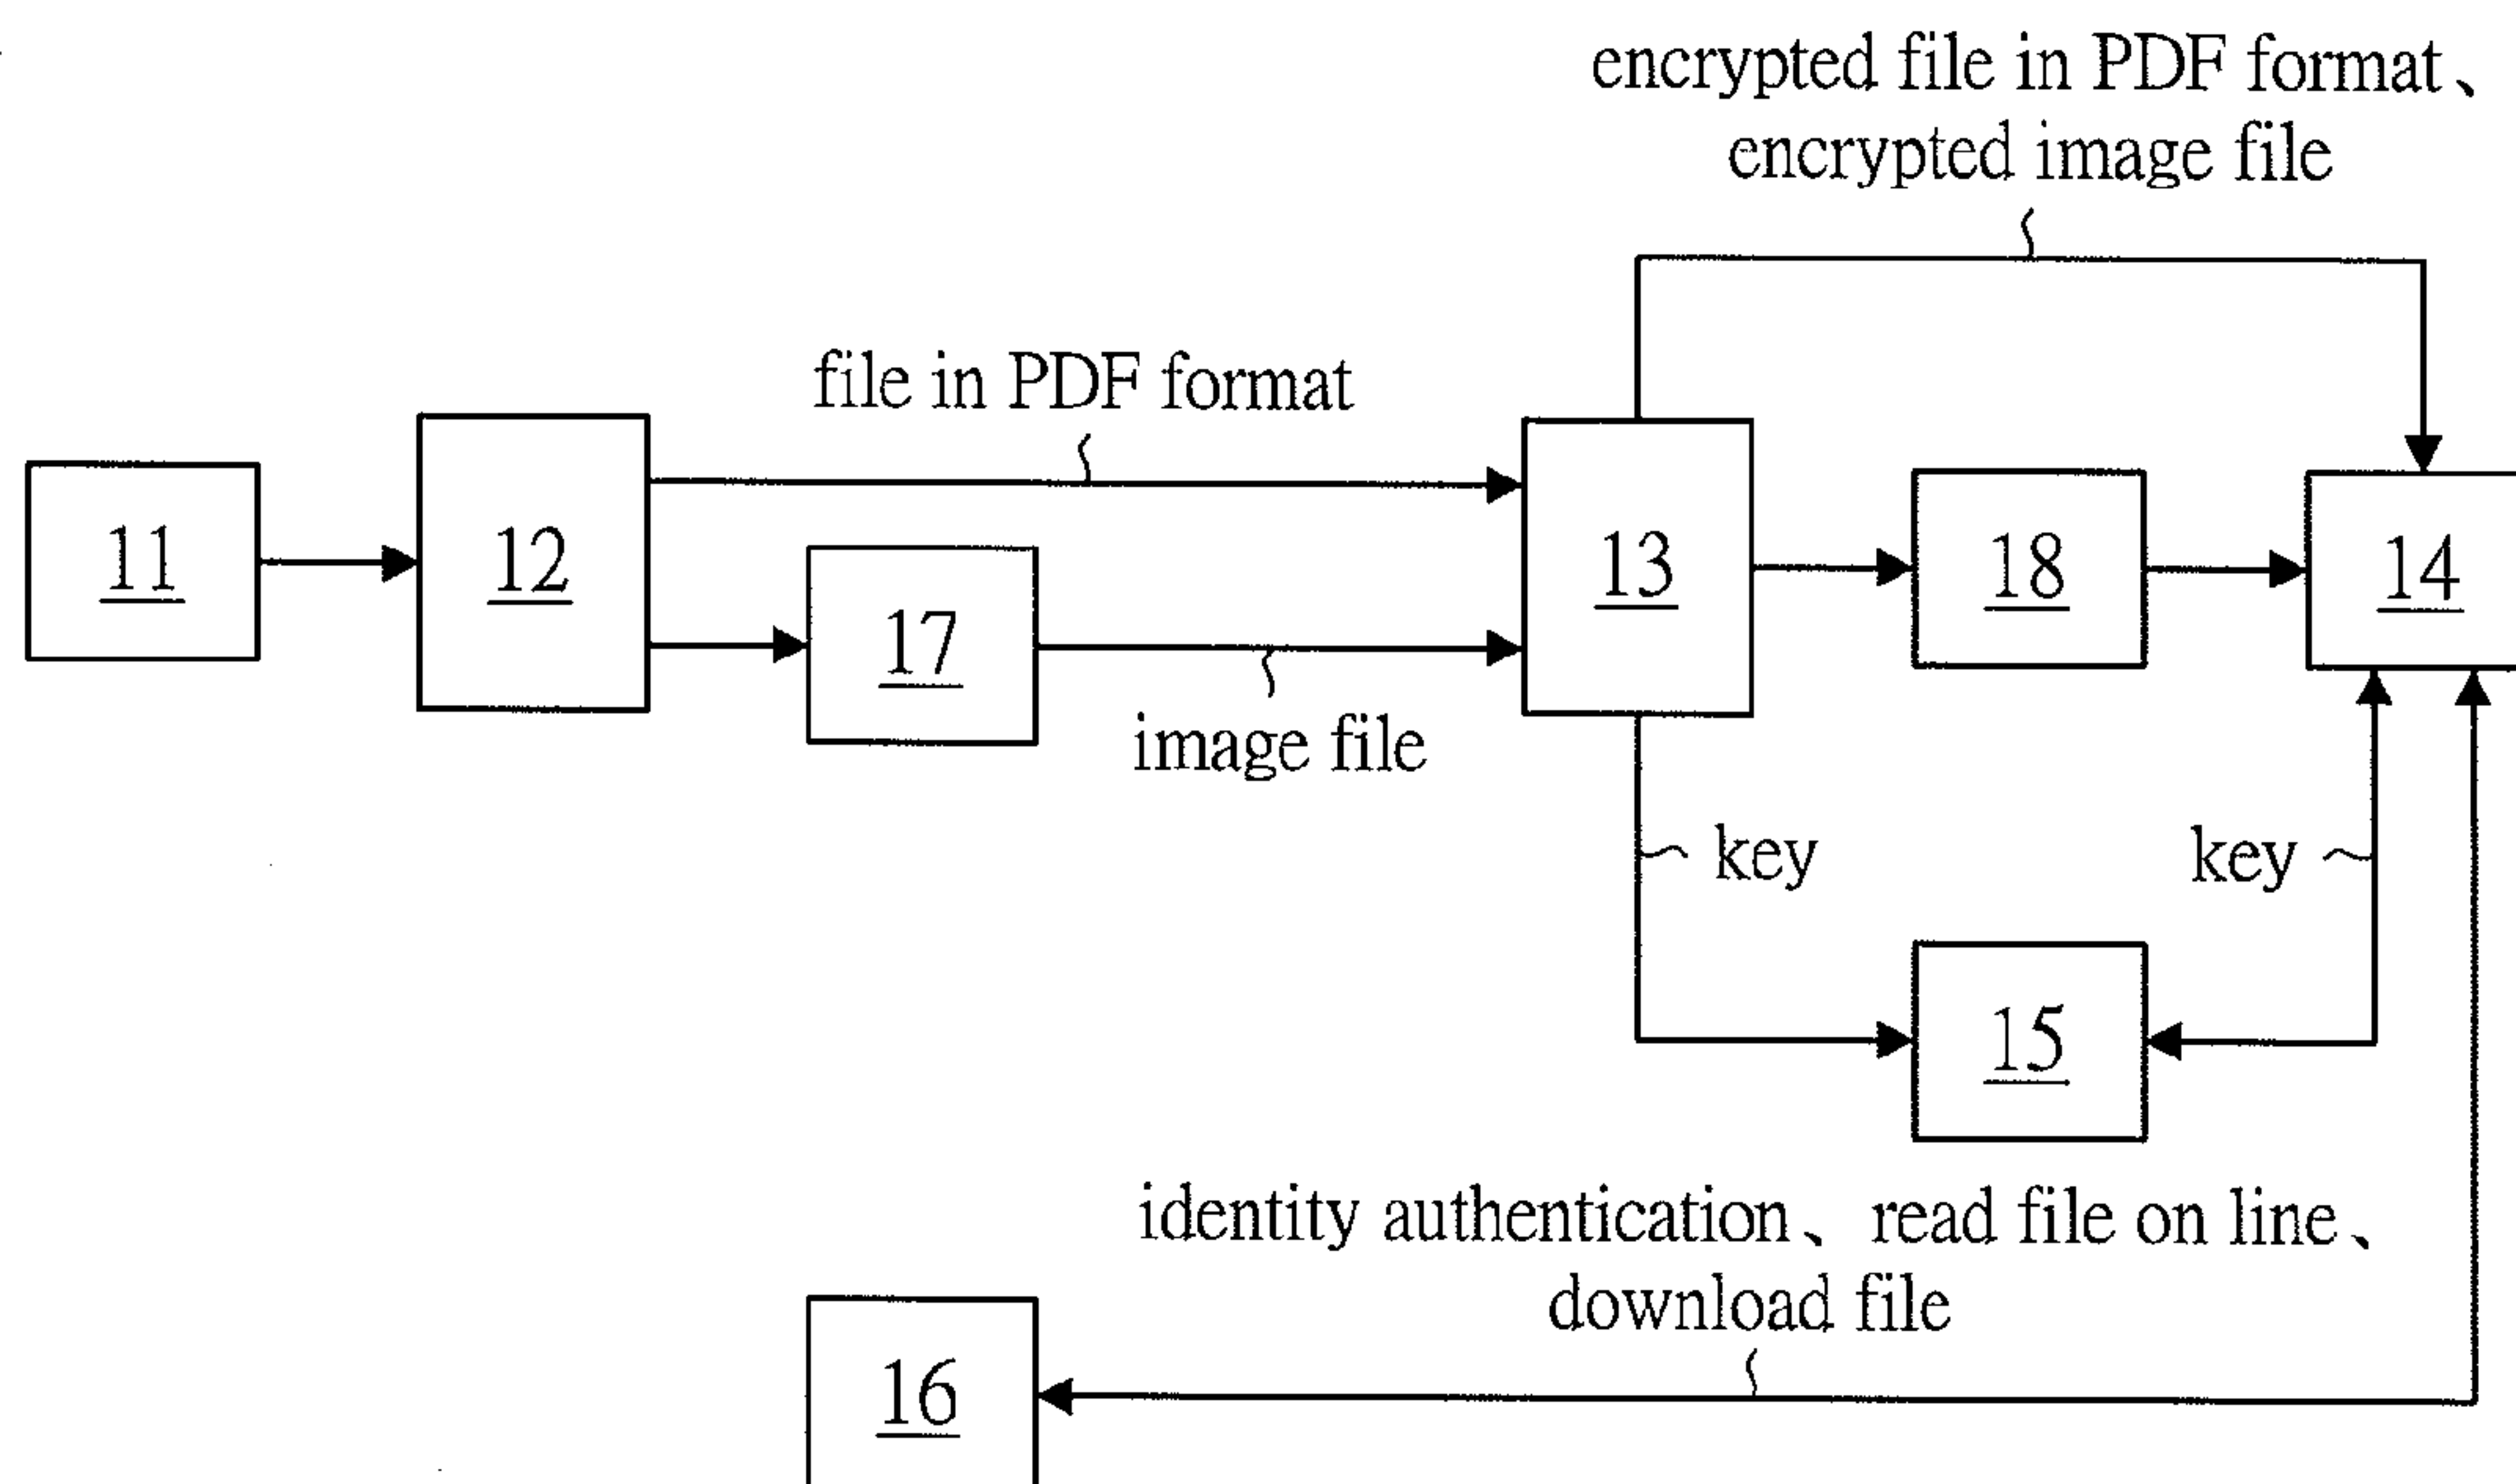 encrypted file in PDF format、
encrypted image file
file in PDF format
11
12
13
18
14
17
image file
key
key
15
identity authentication、read file on line、
download file
16